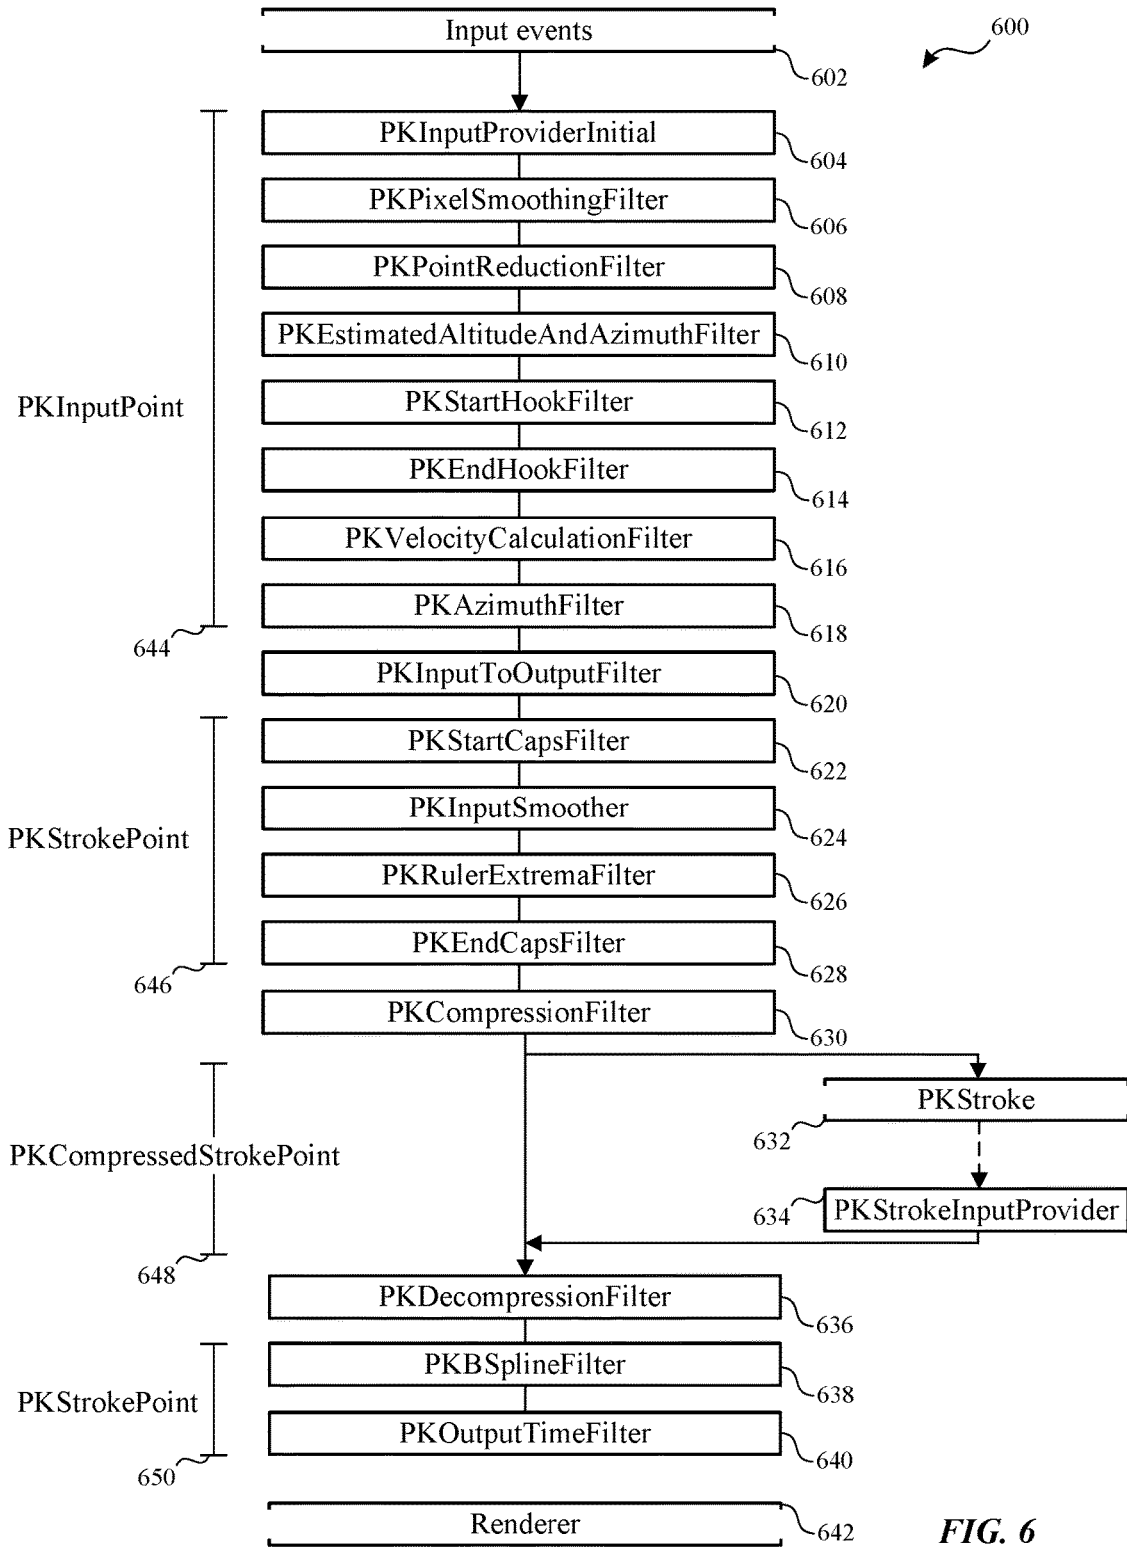 Input events
600
602
PKInputProviderInitial
604
PKPixelSmoothingFilter
606
PKPointReductionFilter
608
PKEstimatedAltitudeAndAzimuthFilter
610
PKStartHookFilter
PKInputPoint
612
PKEndHookFilter
614
PKVelocityCalculationFilter
616
PKAzimuthFilter
618
644
PKInputToOutputFilter
620
PKStartCapsFilter
622
PKInputSmoother
624
PKStrokePoint
PKRulerExtremaFilter
626
PKEndCapsFilter
628
646
PKCompressionFilter
630
PKStroke
632
PKCompressedStrokePoint
634
PKStrokeInputProvider
648
PKDecompressionFilter
636
PKBSplineFilter
638
PKStrokePoint
PKOutputTimeFilter
640
650
Renderer
642
FIG. 6